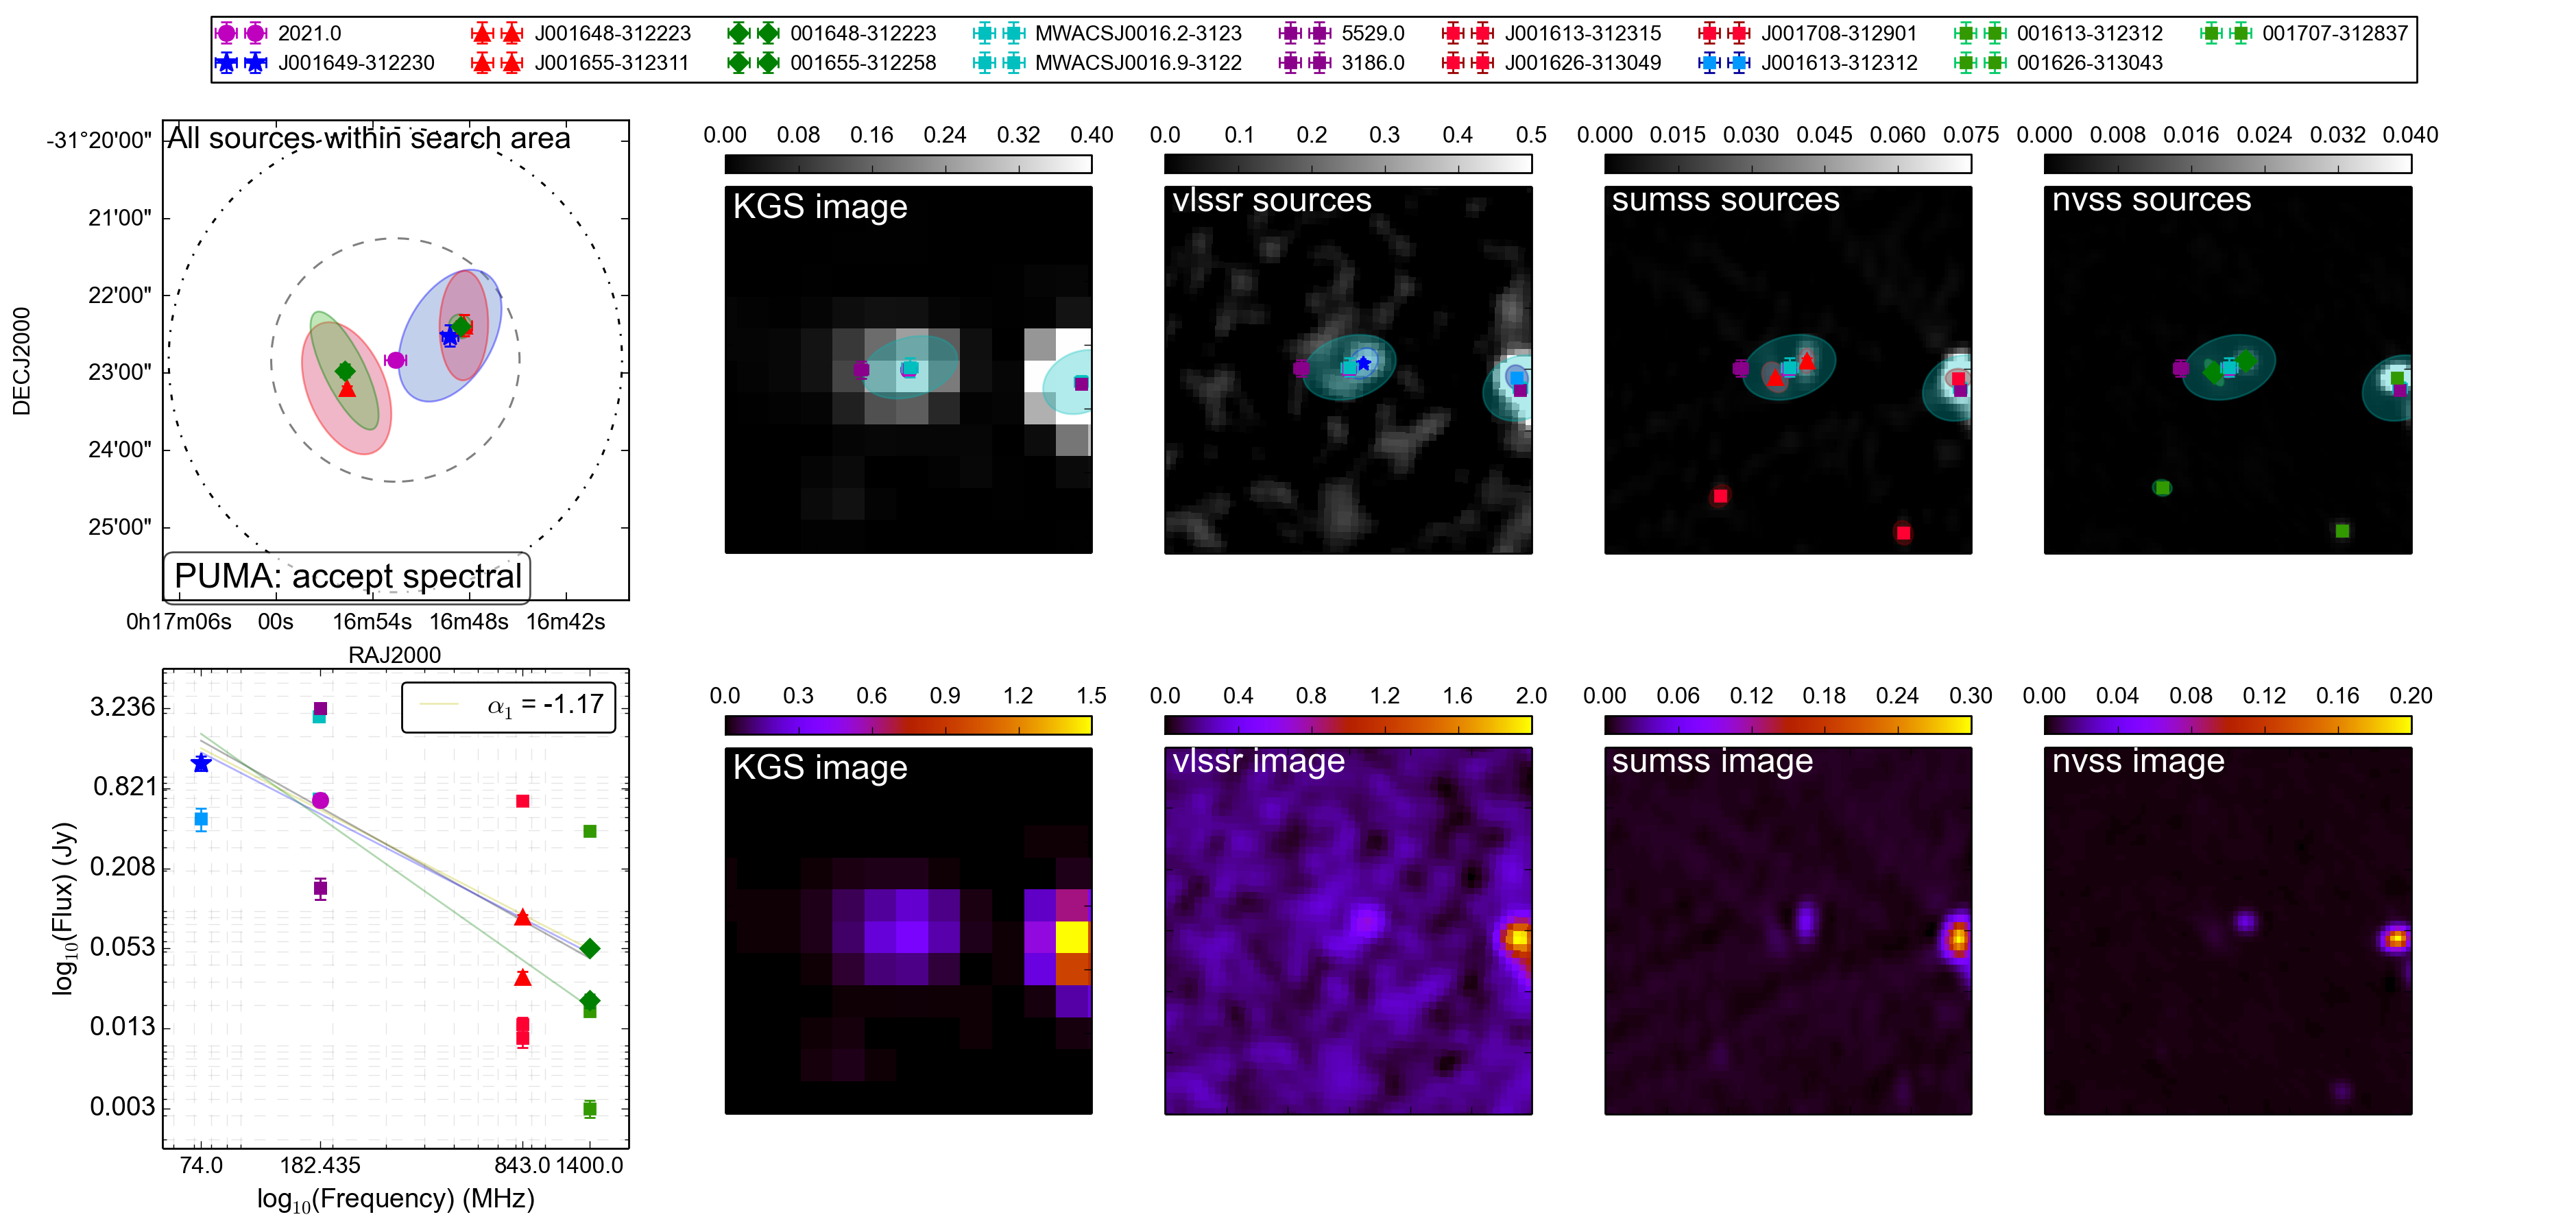 2021.0 J001648-312223 001648-312223 MWACSJ0016.2-3123 5529.0 J001613-312315 J001708-312901 001613-312312 001707-312837
J001649-312230 J001655-312311 001655-312258 MWACSJ0016.9-3122 3186.0 J001626-313049 J001613-312312 001626-313043
All sources within search area
-31°20'00"
21'00"
22'00"
23'00"
24'00"
25'00"
DECJ2000
PUMA: accept spectral
0h17m06s 00s 16m54s 16m48s 16m42s
RAJ2000
0.00 0.08 0.16 0.24 0.32 0.40
KGS image
0.0 0.1 0.2 0.3 0.4 0.5
vlssr sources
0.000 0.015 0.030 0.045 0.060 0.075
sumss sources
0.000 0.008 0.016 0.024 0.032 0.040
nvss sources
α1 = -1.17
3.236
0.821
0.208
0.053
0.013
0.003
log10(Flux) (Jy)
74.0 182.435 843.0 1400.0
log10(Frequency) (MHz)
0.0 0.3 0.6 0.9 1.2 1.5
KGS image
0.0 0.4 0.8 1.2 1.6 2.0
vlssr image
0.00 0.06 0.12 0.18 0.24 0.30
sumss image
0.00 0.04 0.08 0.12 0.16 0.20
nvss image